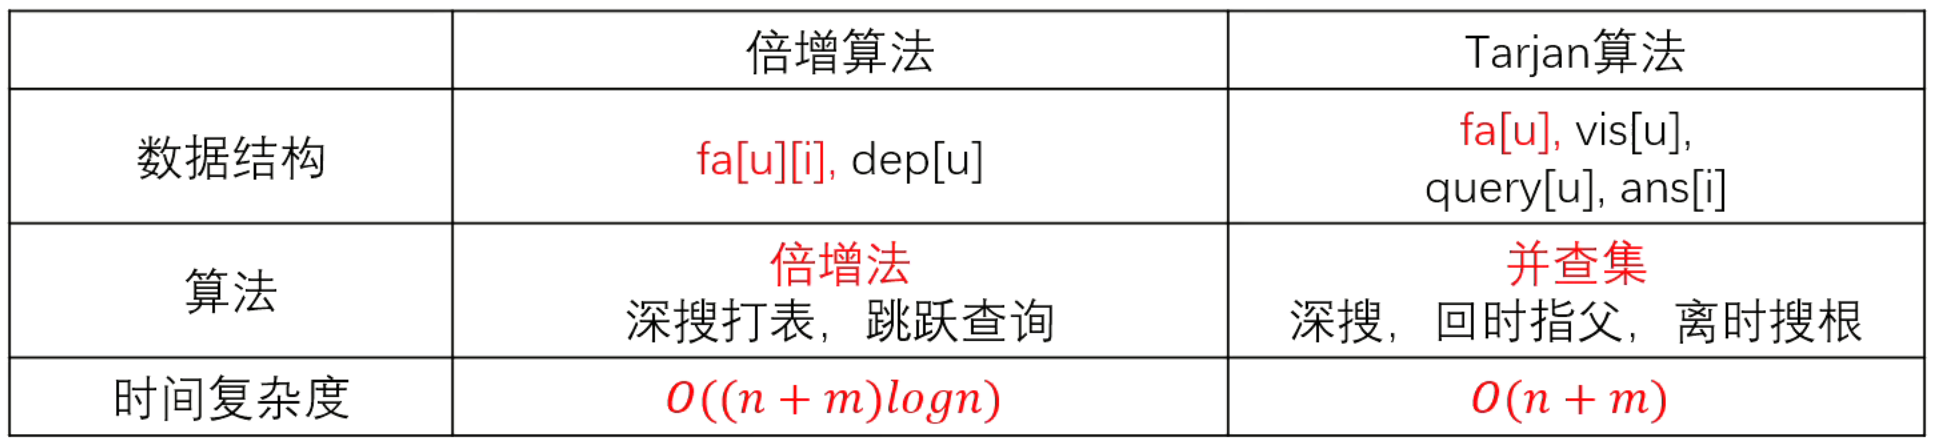 倍增算法
Tarjan算法
数据结构
fa[u][i], dep[u]
fa[u], vis[u],
query[u], ans[i]
算法
倍增法
深搜打表，跳跃查询
并查集
深搜，回时指父，离时搜根
时间复杂度
O((n + m)logn)
O(n + m)